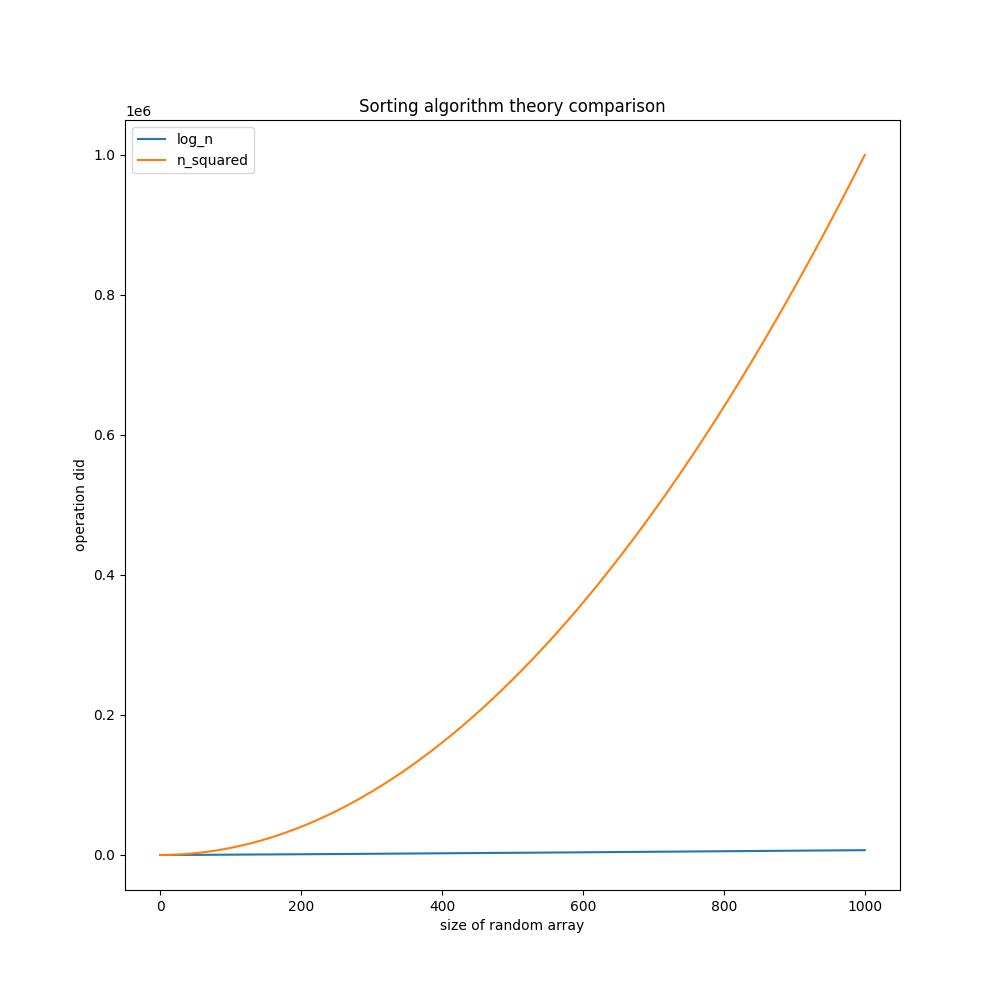 Sorting algorithm theory comparison
1e6
log_n
n_squared
1.0
0.8
0.6
0.4
0.2
0.0
operation did
0 200 400 600 800 1000
size of random array